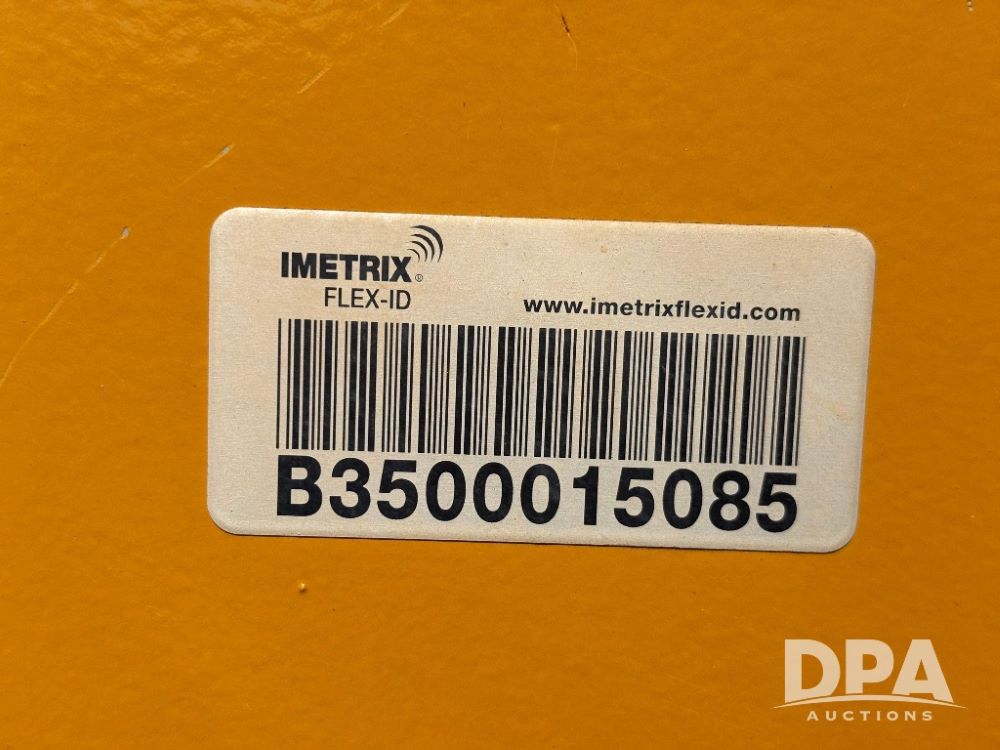 IMETRIX®
FLEX-ID
www.imetrixflexid.com
B3500015085
DPA
AUCTIONS